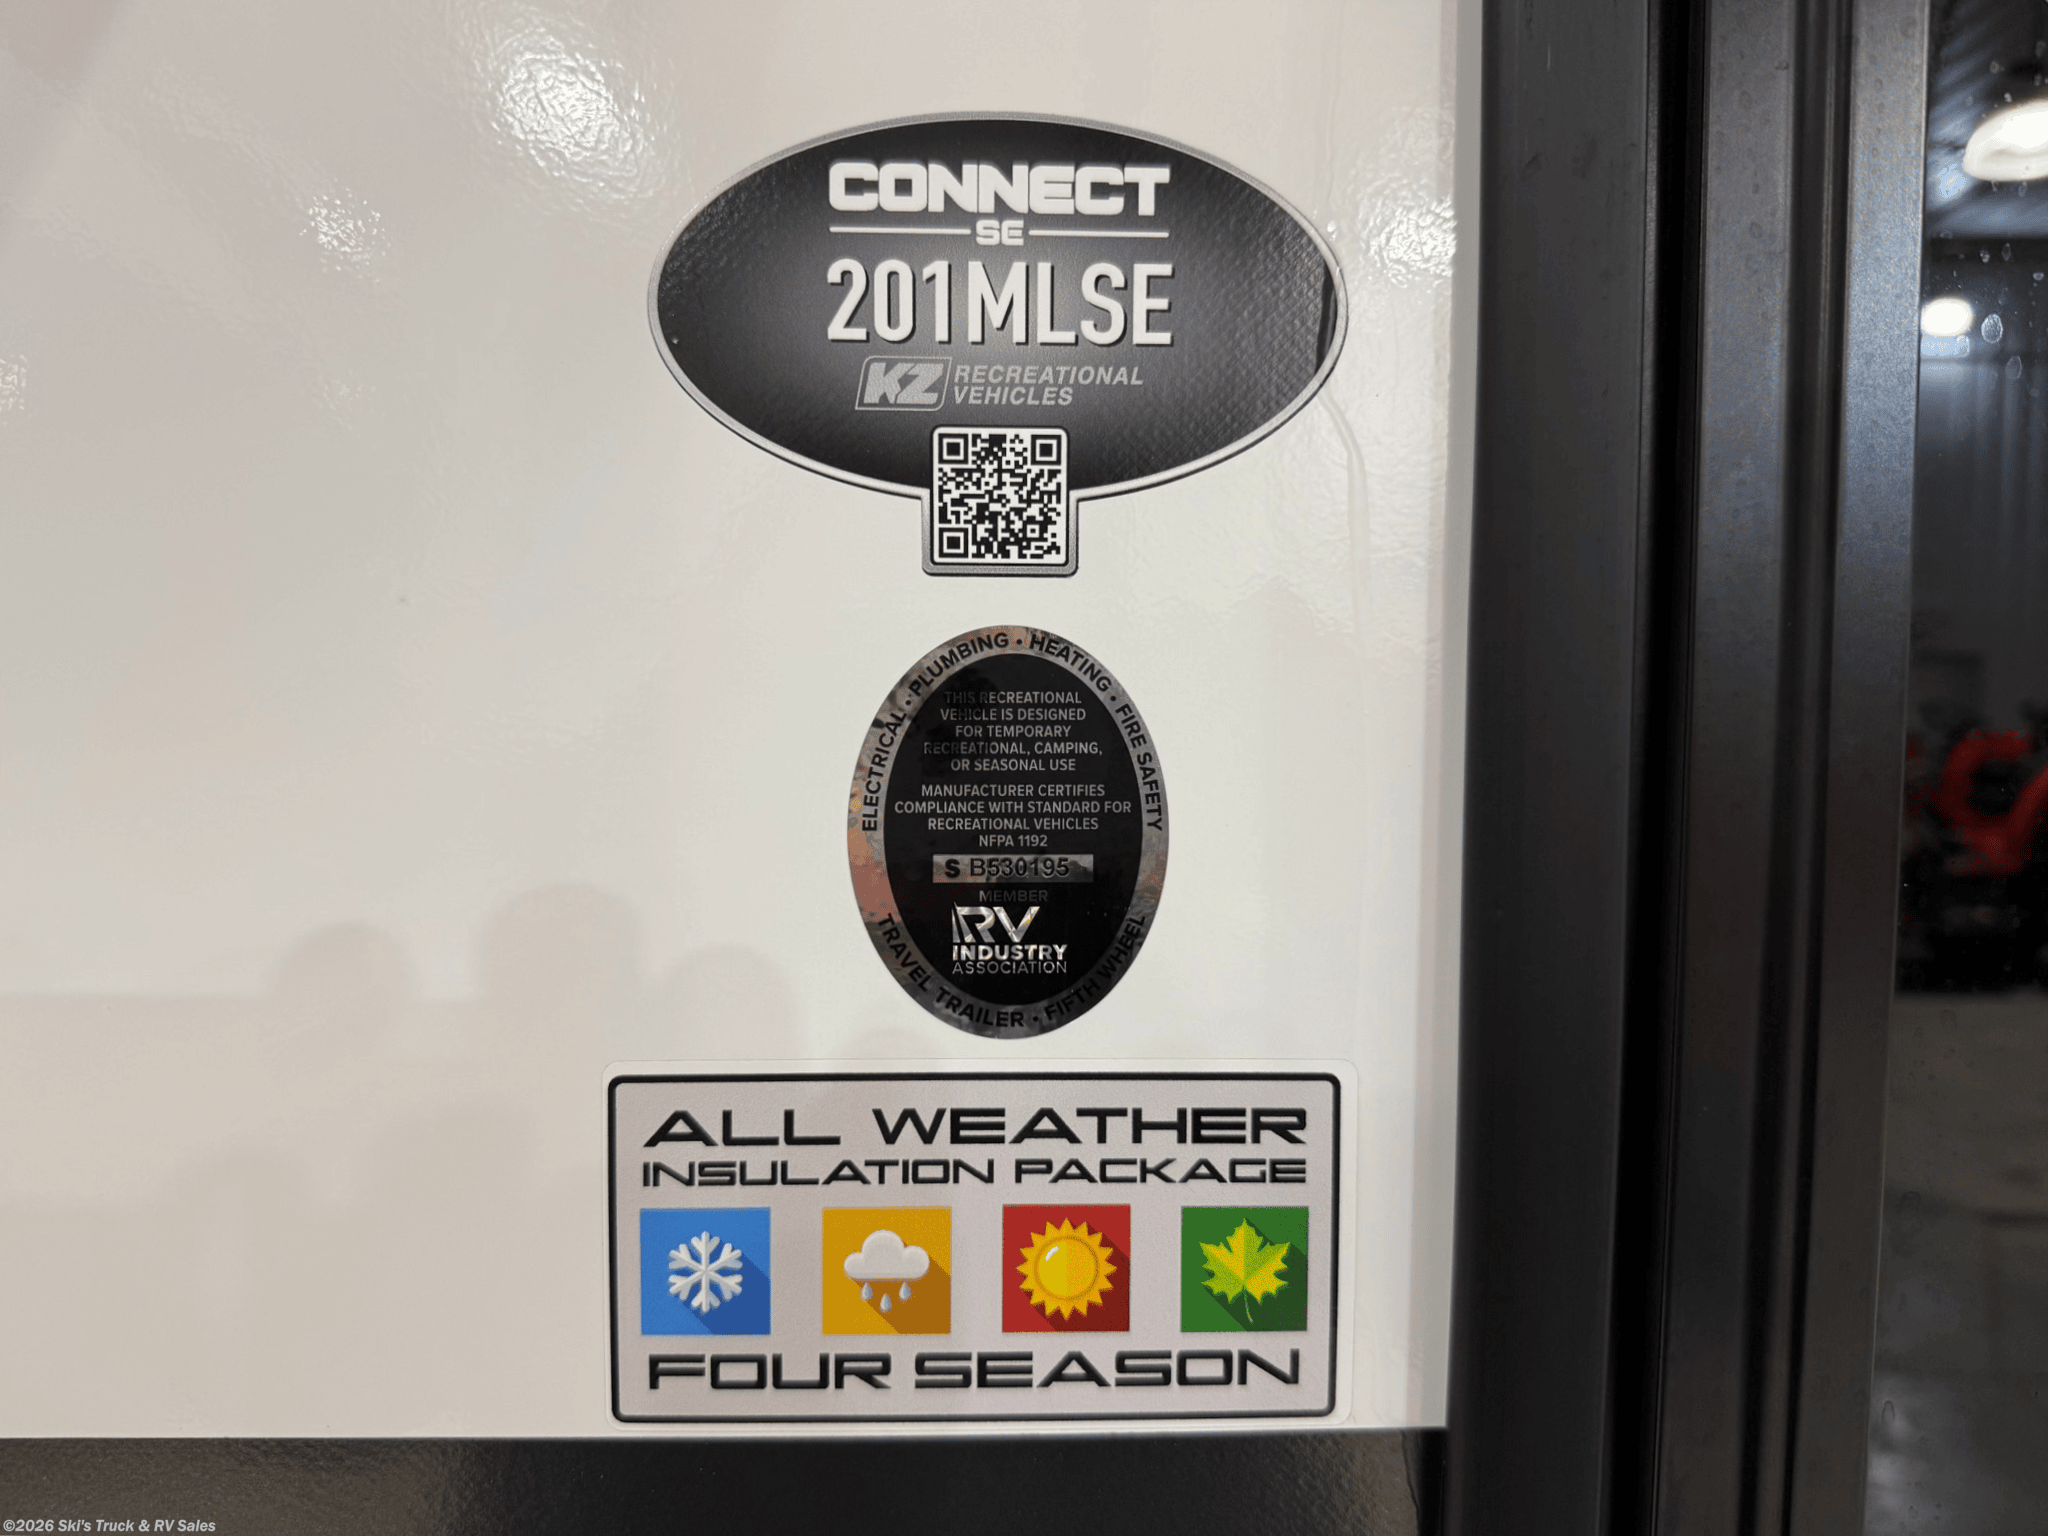 CONNECT
SE
201MLSE
KZ RECREATIONAL
VEHICLES
ELECTRICAL • PLUMBING • HEATING • FIRE SAFETY
THIS RECREATIONAL
VEHICLE IS DESIGNED
FOR TEMPORARY
RECREATIONAL, CAMPING,
OR SEASONAL USE
MANUFACTURER CERTIFIES
COMPLIANCE WITH STANDARD FOR
RECREATIONAL VEHICLES
NFPA 1192
S B530195
MEMBER
RV
INDUSTRY
ASSOCIATION
TRAVEL TRAILER • FIFTH WHEEL
ALL WEATHER
INSULATION PACKAGE
FOUR SEASON
©2026 Ski's Truck & RV Sales